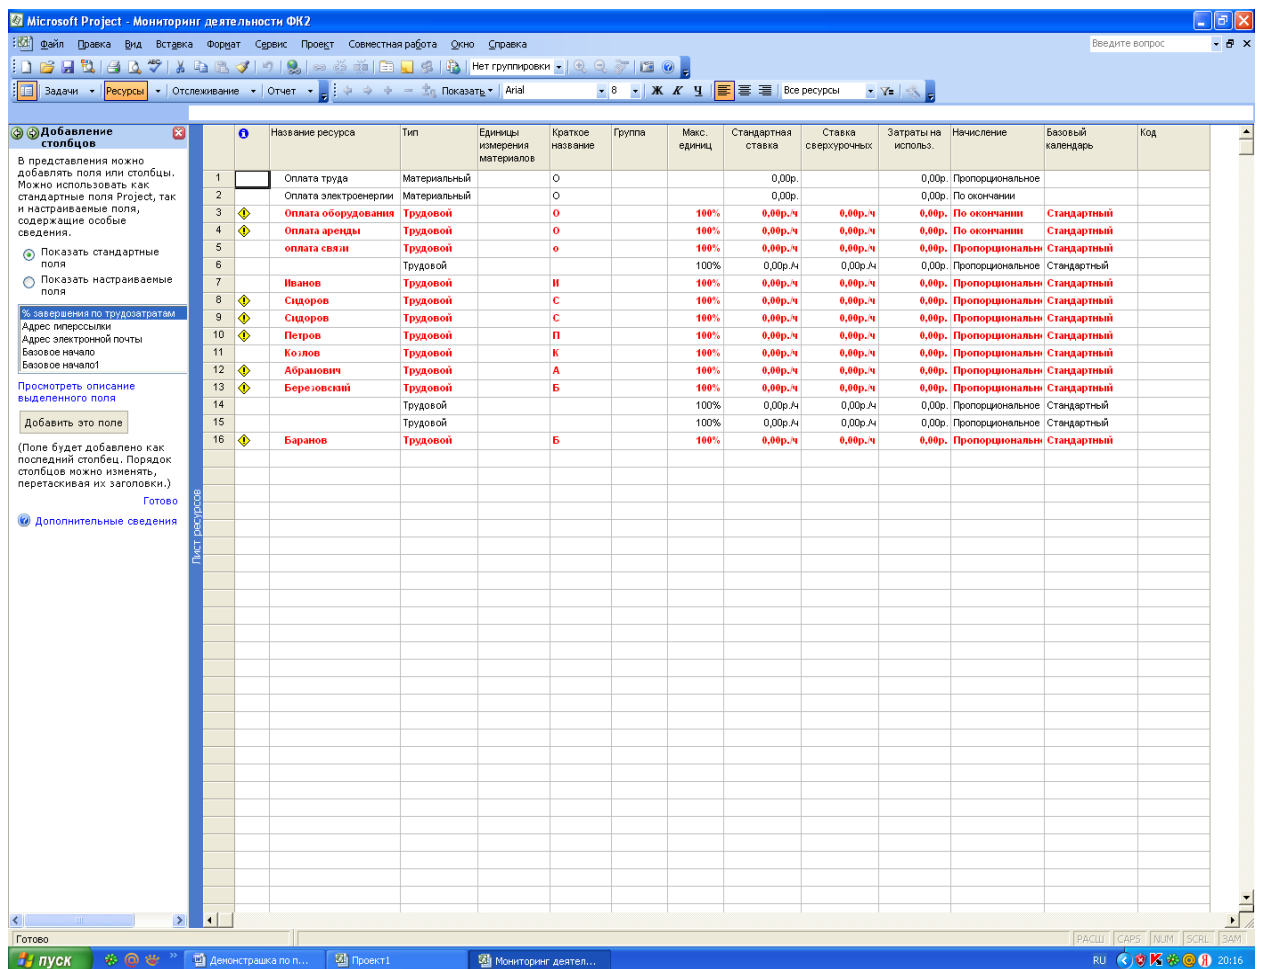 Microsoft Project - Мониторинг деятельности ФК2
Файл Правка Вид Вставка Формат Сервис Проект Совместная работа Окно Справка Введите вопрос
Нет группировки
Задачи Ресурсы Отслеживание Отчет Показать Arial 8 Ж К Ч Все ресурсы
Добавление столбцов
В представления можно
добавлять поля или столбцы.
Можно использовать как
стандартные поля Project, так
и настраиваемые поля,
содержащие особые
сведения.
Показать стандартные
поля
Показать настраиваемые
поля
% завершения по трудозатратам
Адрес гиперссылки
Адрес электронной почты
Базовое начало
Базовое начало1
Просмотреть описание
выделенного поля
Добавить это поле
(Поле будет добавлено как
последний столбец. Порядок
столбцов можно изменять,
перетаскивая их заголовки.)
Готово
Дополнительные сведения
Лист ресурсов
Название ресурса Тип Единицы измерения материалов Краткое название Группа Макс. единиц Стандартная ставка Ставка сверхурочных Затраты на использ. Начисление Базовый календарь Код
1 Оплата труда Материальный О 0,00р. 0,00р. Пропорциональное
2 Оплата электроенергии Материальный О 0,00р. 0,00р. По окончании
3 Оплата оборудования Трудовой О 100% 0,00р./ч 0,00р./ч 0,00р. По окончании Стандартный
4 Оплата аренды Трудовой О 100% 0,00р./ч 0,00р./ч 0,00р. По окончании Стандартный
5 оплата связи Трудовой о 100% 0,00р./ч 0,00р./ч 0,00р. Пропорциональн Стандартный
6 Трудовой 100% 0,00р./ч 0,00р./ч 0,00р. Пропорциональное Стандартный
7 Иванов Трудовой И 100% 0,00р./ч 0,00р./ч 0,00р. Пропорциональн Стандартный
8 Сидоров Трудовой С 100% 0,00р./ч 0,00р./ч 0,00р. Пропорциональн Стандартный
9 Сидоров Трудовой С 100% 0,00р./ч 0,00р./ч 0,00р. Пропорциональн Стандартный
10 Петров Трудовой П 100% 0,00р./ч 0,00р./ч 0,00р. Пропорциональн Стандартный
11 Козлов Трудовой К 100% 0,00р./ч 0,00р./ч 0,00р. Пропорциональн Стандартный
12 Абрамович Трудовой А 100% 0,00р./ч 0,00р./ч 0,00р. Пропорциональн Стандартный
13 Березовский Трудовой Б 100% 0,00р./ч 0,00р./ч 0,00р. Пропорциональн Стандартный
14 Трудовой 100% 0,00р./ч 0,00р./ч 0,00р. Пропорциональное Стандартный
15 Трудовой 100% 0,00р./ч 0,00р./ч 0,00р. Пропорциональное Стандартный
16 Баранов Трудовой Б 100% 0,00р./ч 0,00р./ч 0,00р. Пропорциональн Стандартный
Готово РАСШ CAPS NUM SCRL ЗАМ
пуск Демонстрашка по п... Проект1 Мониторинг деятел... RU 20:16